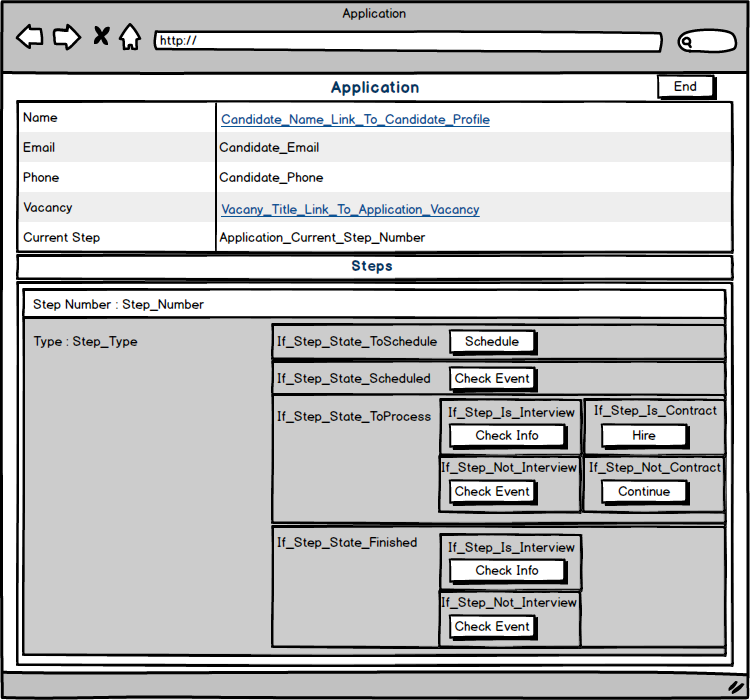 Application
http://
Application
End
Name
Candidate_Name_Link_To_Candidate_Profile
Email
Candidate_Email
Phone
Candidate_Phone
Vacancy
Vacany_Title_Link_To_Application_Vacancy
Current Step
Application_Current_Step_Number
Steps
Step Number : Step_Number
Type : Step_Type
If_Step_State_ToSchedule
Schedule
If_Step_State_Scheduled
Check Event
If_Step_State_ToProcess
If_Step_Is_Interview
Check Info
If_Step_Is_Contract
Hire
If_Step_Not_Interview
Check Event
If_Step_Not_Contract
Continue
If_Step_State_Finished
If_Step_Is_Interview
Check Info
If_Step_Not_Interview
Check Event